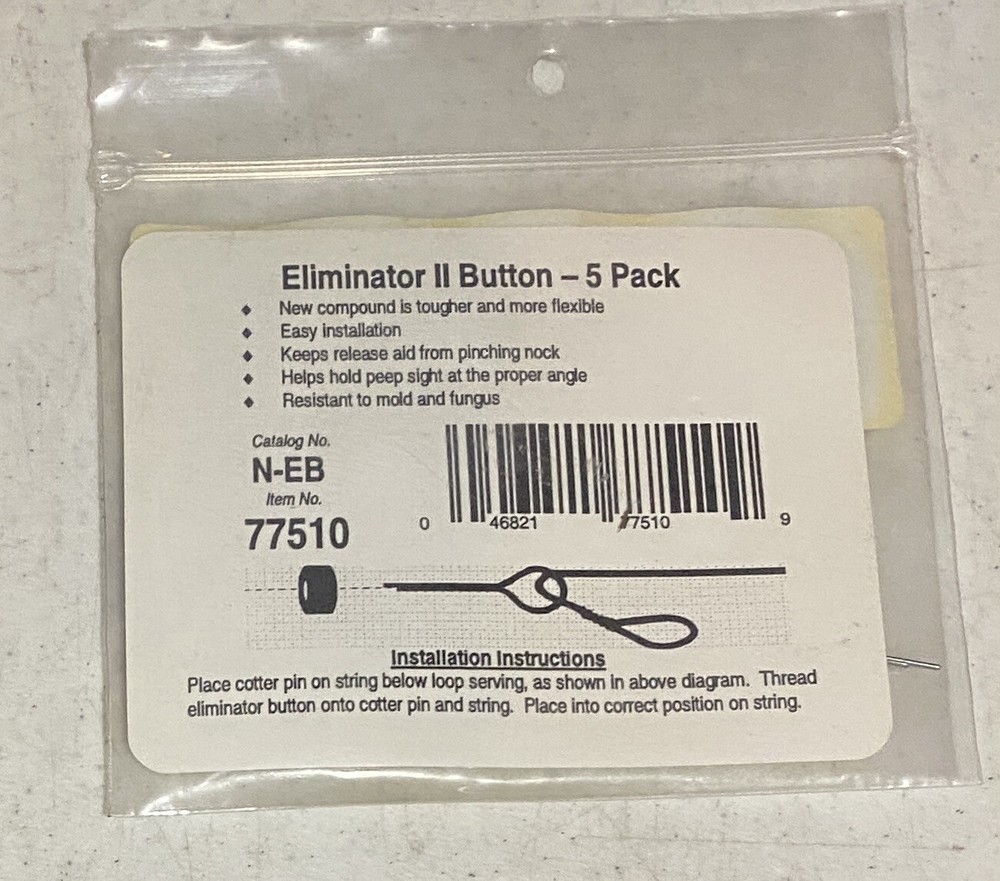 Eliminator II Button – 5 Pack
◆ New compound is tougher and more flexible
◆ Easy installation
◆ Keeps release aid from pinching nock
◆ Helps hold peep sight at the proper angle
◆ Resistant to mold and fungus
Catalog No.
N-EB
Item No.
77510
0 46821 77510 9
Installation Instructions
Place cotter pin on string below loop serving, as shown in above diagram. Thread
eliminator button onto cotter pin and string. Place into correct position on string.